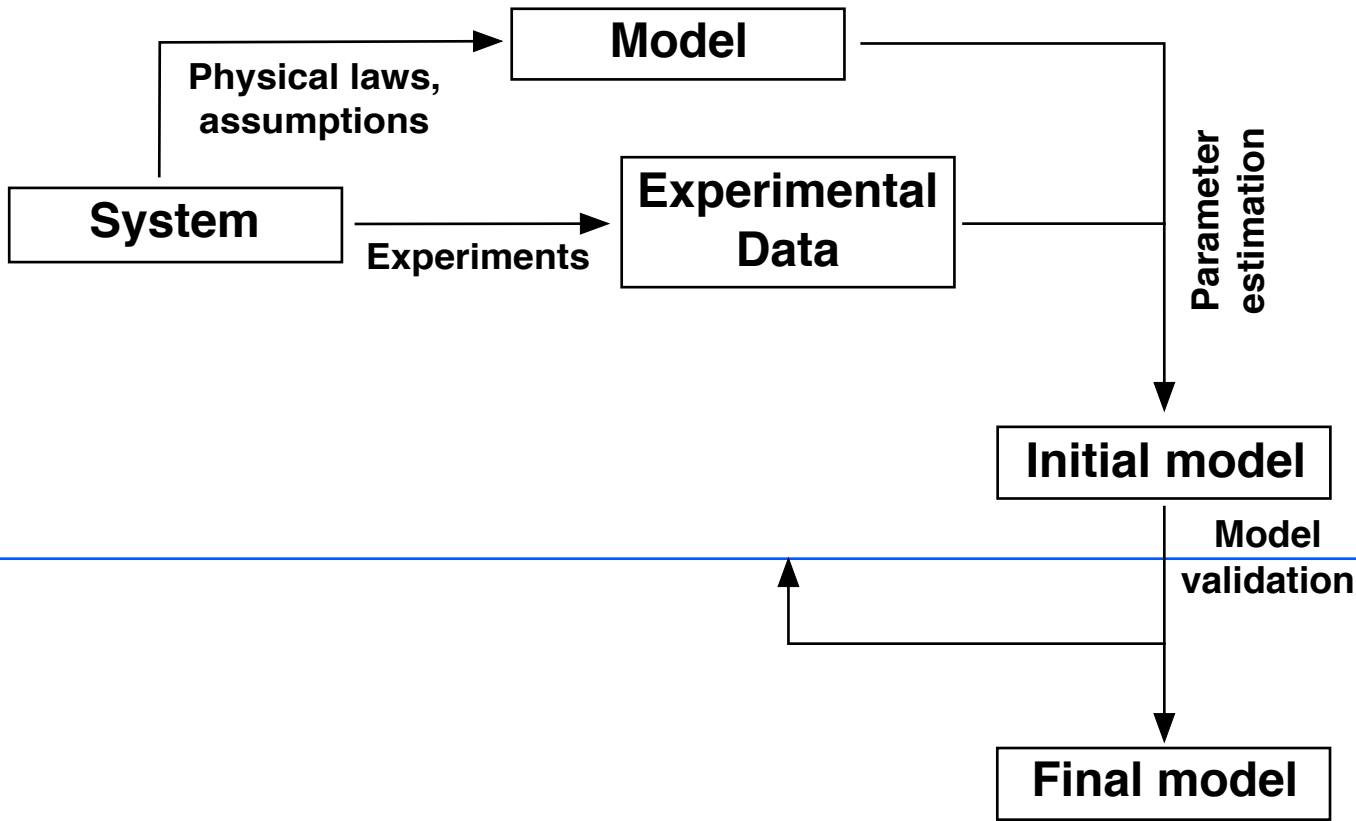 Model
Physical laws,
assumptions
System
Experiments
Experimental
Data
Parameter
estimation
Initial model
Model
validation
Final model